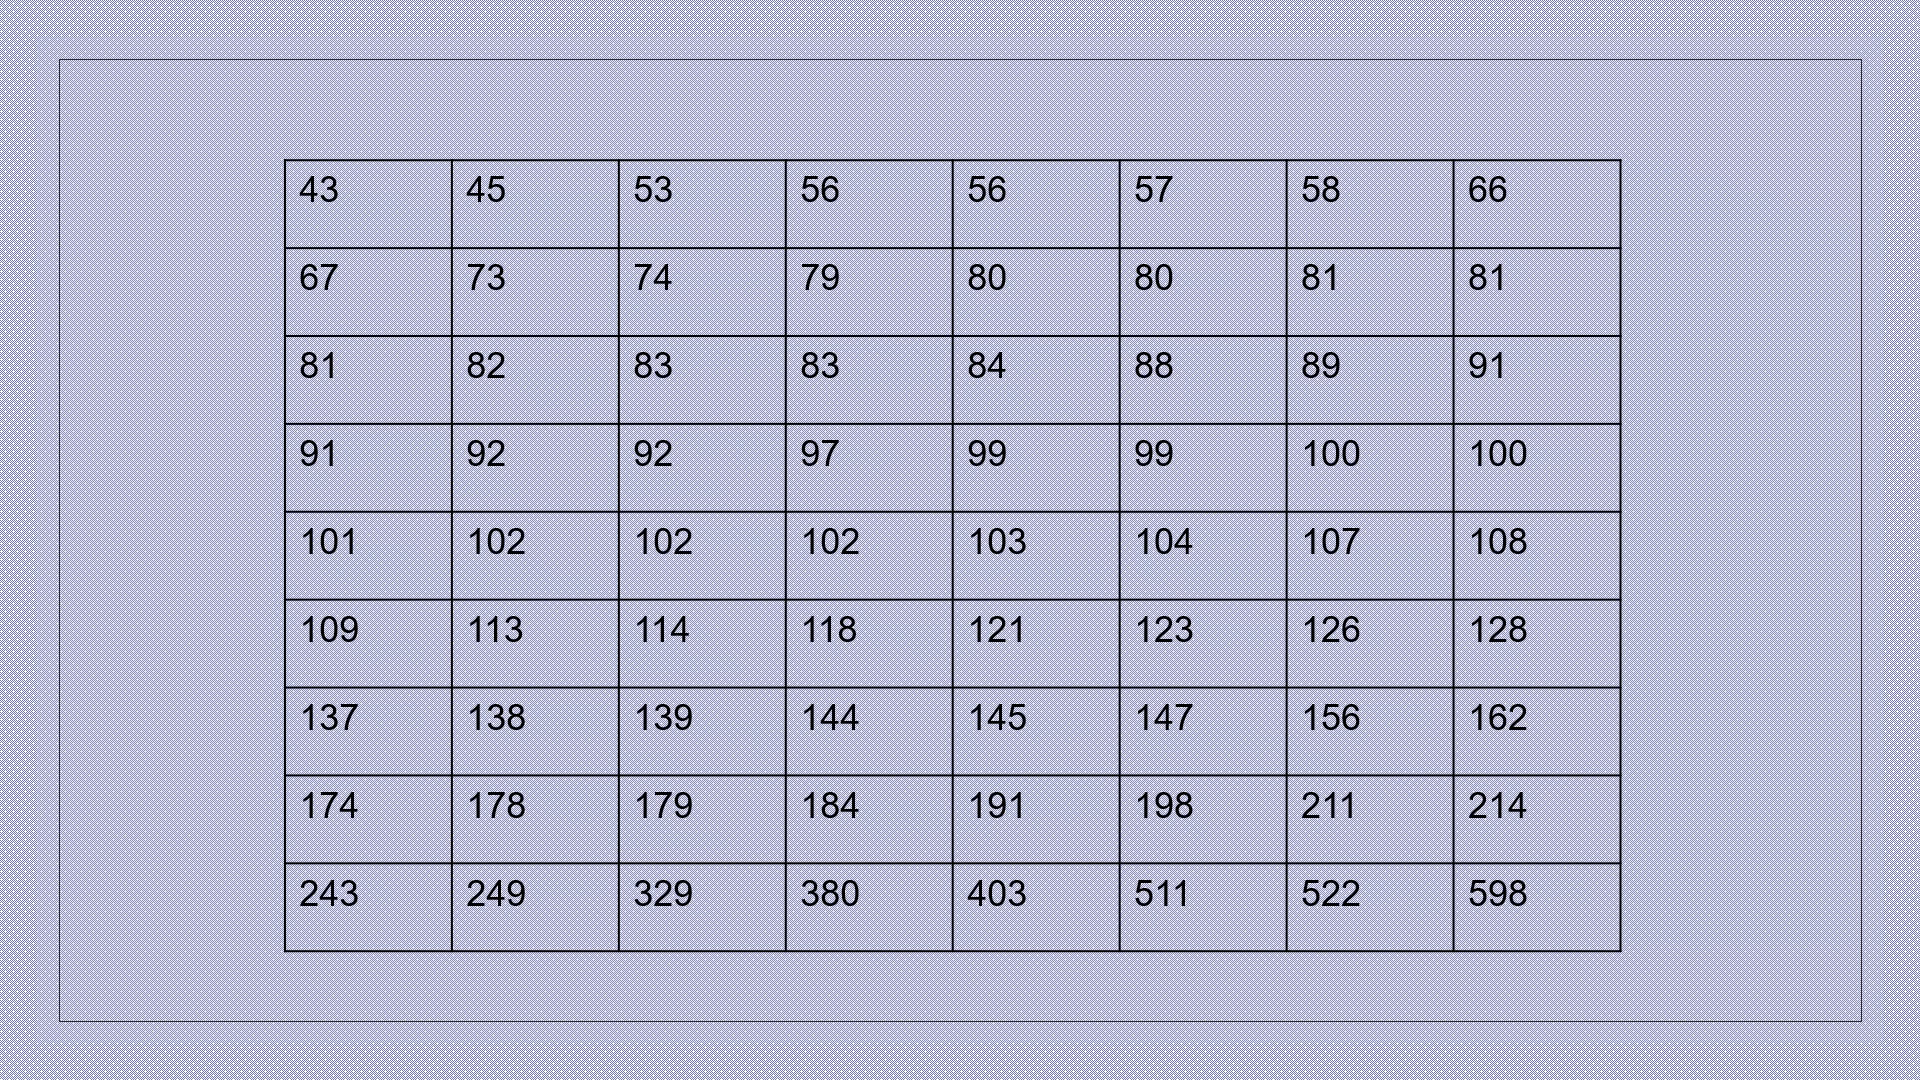 43 45 53 56 56 57 58 66
67 73 74 79 80 80 81 81
81 82 83 83 84 88 89 91
91 92 92 97 99 99 100 100
101 102 102 102 103 104 107 108
109 113 114 118 121 123 126 128
137 138 139 144 145 147 156 162
174 178 179 184 191 198 211 214
243 249 329 380 403 511 522 598